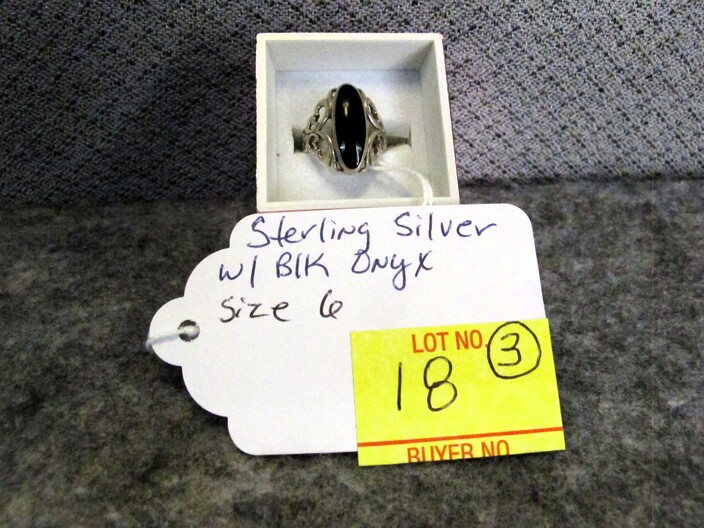 Sterling Silver
w/ Blk Onyx
Size 6
LOT NO. 3
18
BUYER NO.